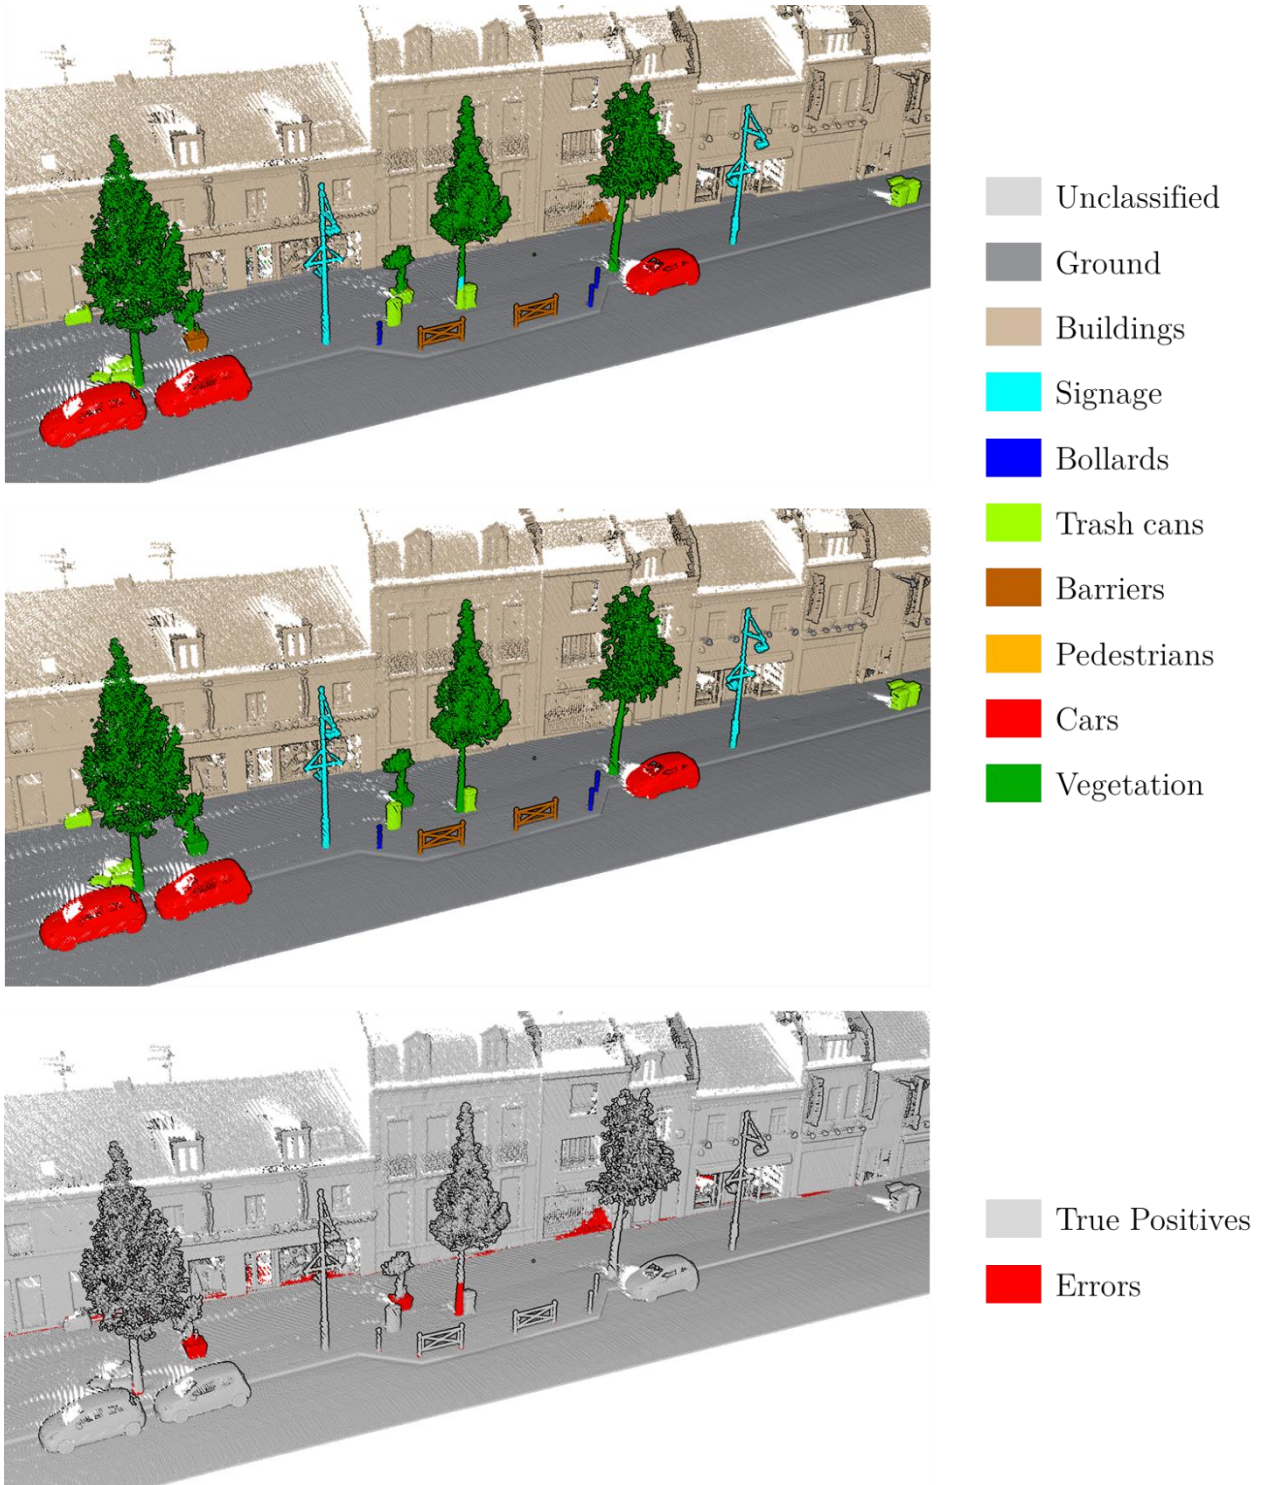 Unclassified
Ground
Buildings
Signage
Bollards
Trash cans
Barriers
Pedestrians
Cars
Vegetation
True Positives
Errors